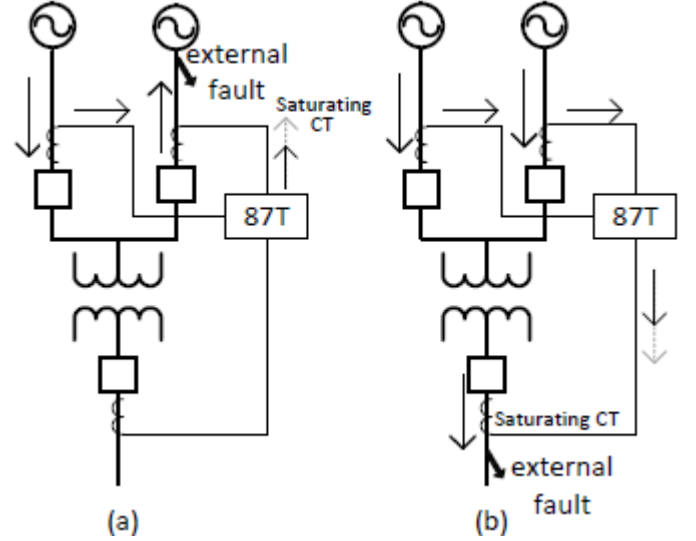 external
fault
Saturating
CT
87T
(a)
87T
Saturating CT
external
fault
(b)